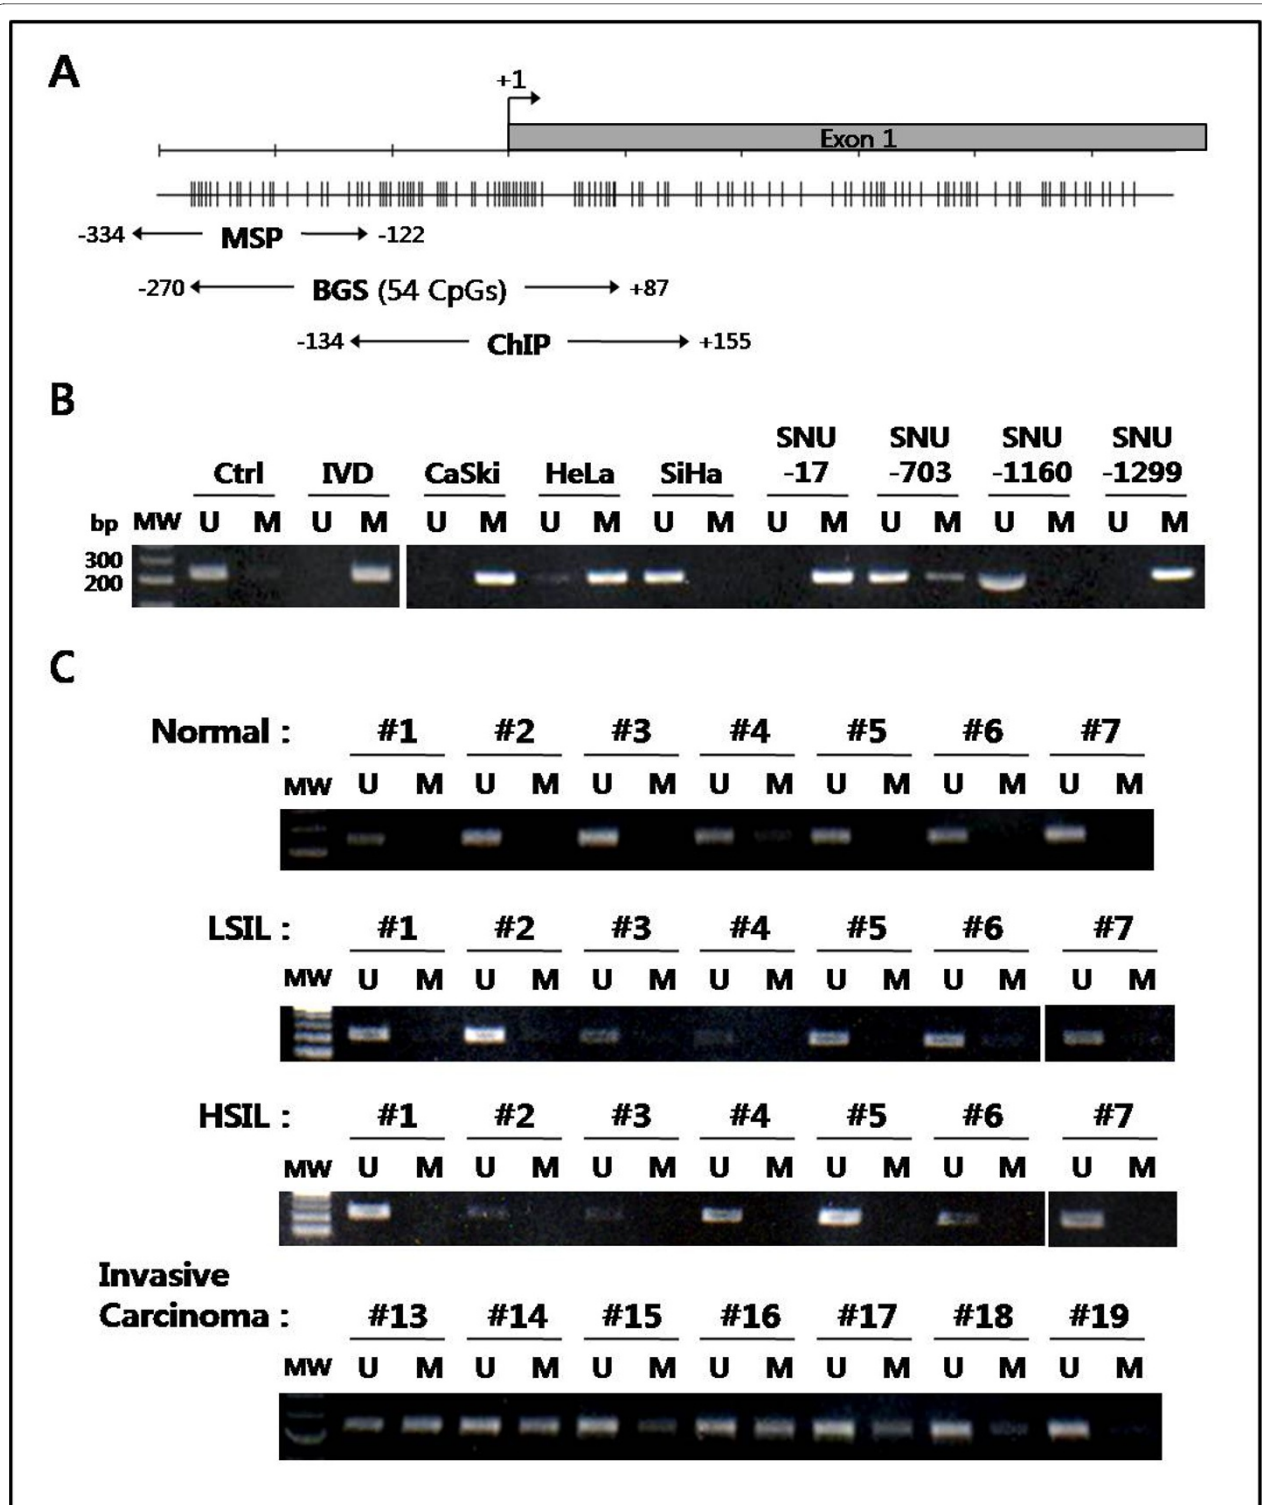 A
+1
Exon 1
-334 MSP -122
-270 BGS (54 CpGs) +87
-134 ChIP +155
B
SNU SNU SNU SNU
Ctrl IVD CaSki HeLa SiHa -17 -703 -1160 -1299
bp MW U M U M U M U M U M U M U M U M U M
300
200
C
Normal : #1 #2 #3 #4 #5 #6 #7
MW U M U M U M U M U M U M U M
LSIL : #1 #2 #3 #4 #5 #6 #7
MW U M U M U M U M U M U M U M
HSIL : #1 #2 #3 #4 #5 #6 #7
MW U M U M U M U M U M U M U M
Invasive
Carcinoma : #13 #14 #15 #16 #17 #18 #19
MW U M U M U M U M U M U M U M